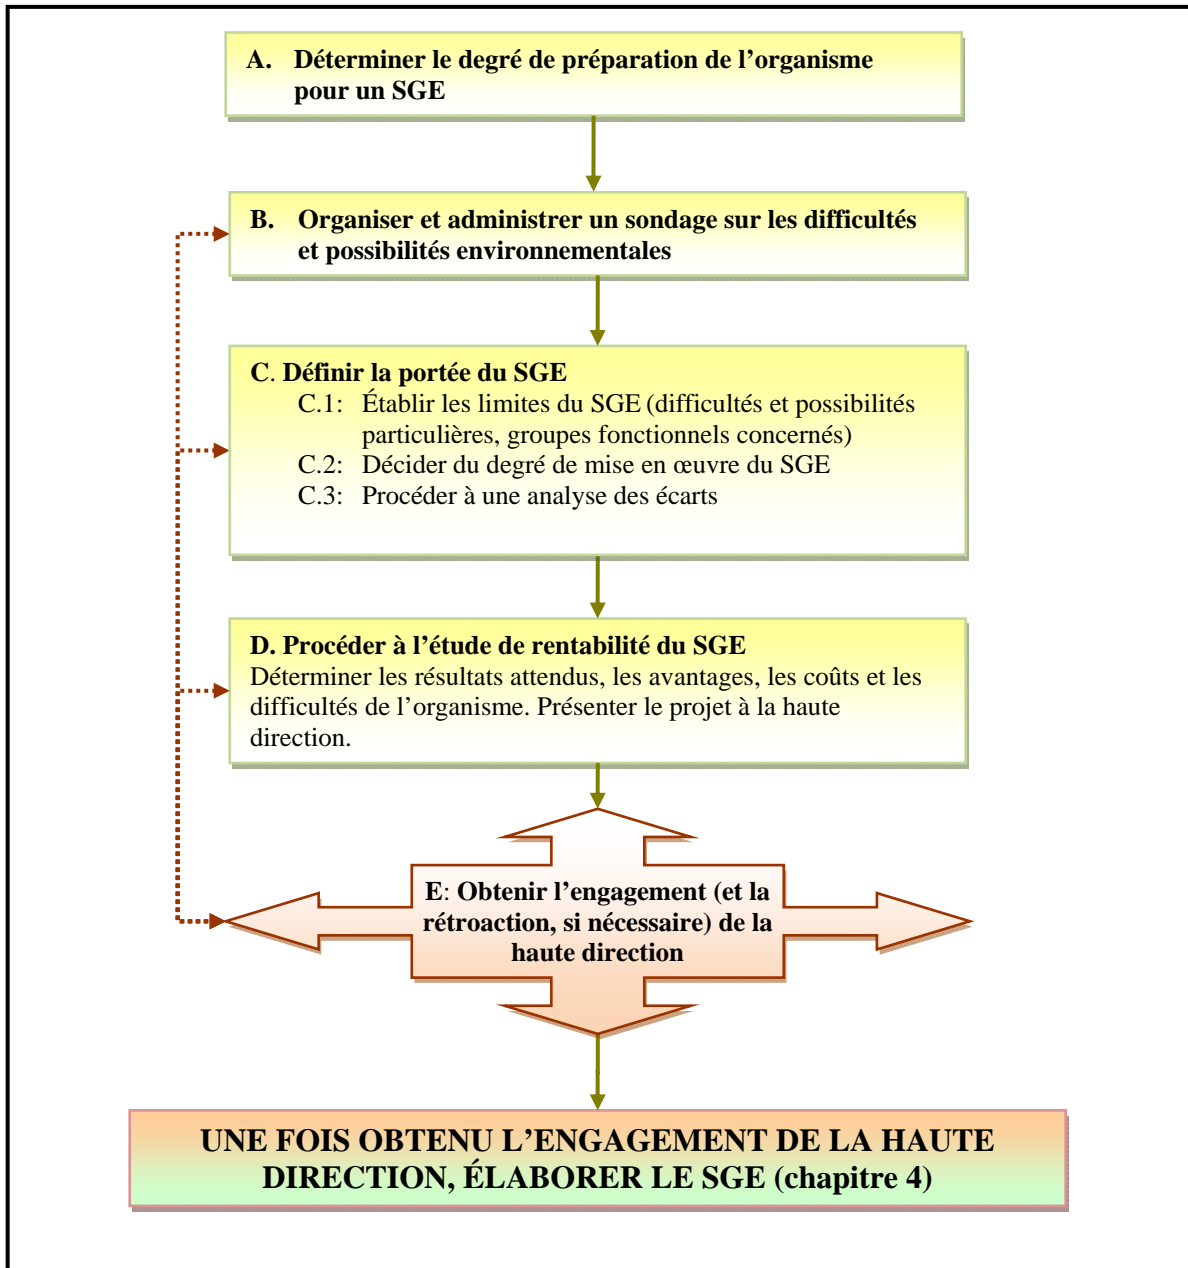 A. Déterminer le degré de préparation de l’organisme
pour un SGE
B. Organiser et administrer un sondage sur les difficultés
et possibilités environnementales
C. Définir la portée du SGE
C.1: Établir les limites du SGE (difficultés et possibilités
particulières, groupes fonctionnels concernés)
C.2: Décider du degré de mise en œuvre du SGE
C.3: Procéder à une analyse des écarts
D. Procéder à l’étude de rentabilité du SGE
Déterminer les résultats attendus, les avantages, les coûts et les
difficultés de l’organisme. Présenter le projet à la haute
direction.
E: Obtenir l’engagement (et la
rétroaction, si nécessaire) de la
haute direction
UNE FOIS OBTENU L’ENGAGEMENT DE LA HAUTE
DIRECTION, ÉLABORER LE SGE (chapitre 4)